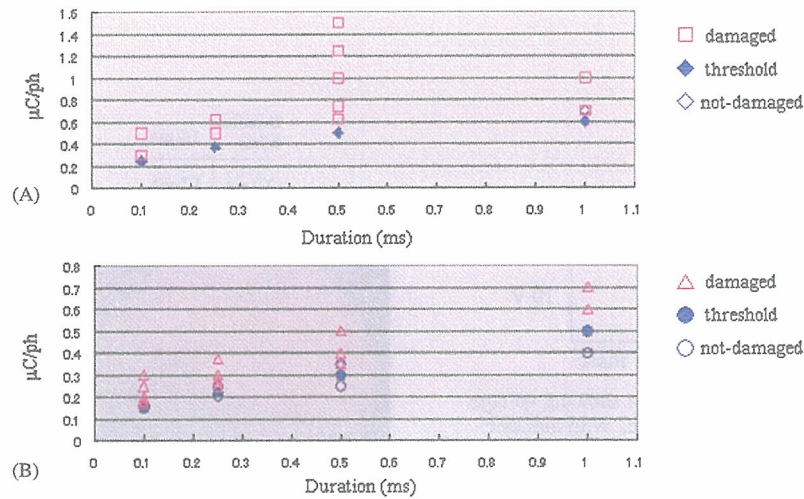 1.6
1.4
1.2
1
0.8
0.6
0.4
0.2
0
μC/ph
(A)
0 0.1 0.2 0.3 0.4 0.5 0.6 0.7 0.8 0.9 1 1.1
Duration (ms)
damaged
threshold
not-damaged
0.8
0.7
0.6
0.5
0.4
0.3
0.2
0.1
0
μC/ph
(B)
0 0.1 0.2 0.3 0.4 0.5 0.6 0.7 0.8 0.9 1 1.1
Duration (ms)
damaged
threshold
not-damaged